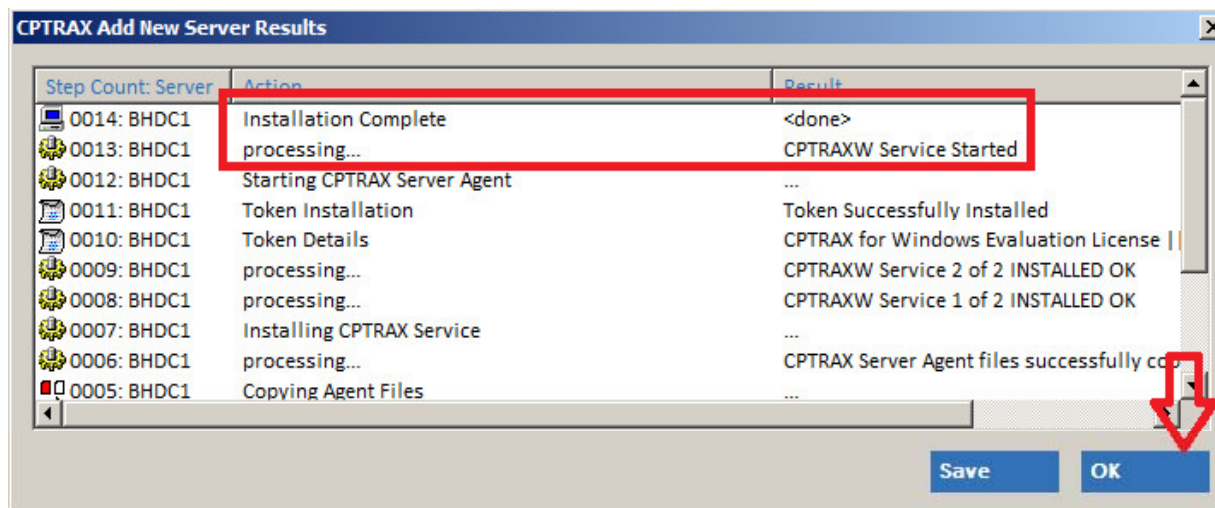 CPTRAX Add New Server Results
Step Count: Server Action Result
0014: BHDC1 Installation Complete <done>
0013: BHDC1 processing... CPTRAXW Service Started
0012: BHDC1 Starting CPTRAX Server Agent ...
0011: BHDC1 Token Installation Token Successfully Installed
0010: BHDC1 Token Details CPTRAX for Windows Evaluation License |
0009: BHDC1 processing... CPTRAXW Service 2 of 2 INSTALLED OK
0008: BHDC1 processing... CPTRAXW Service 1 of 2 INSTALLED OK
0007: BHDC1 Installing CPTRAX Service ...
0006: BHDC1 processing... CPTRAX Server Agent files successfully
0005: BHDC1 Copying Agent Files ...
Save OK